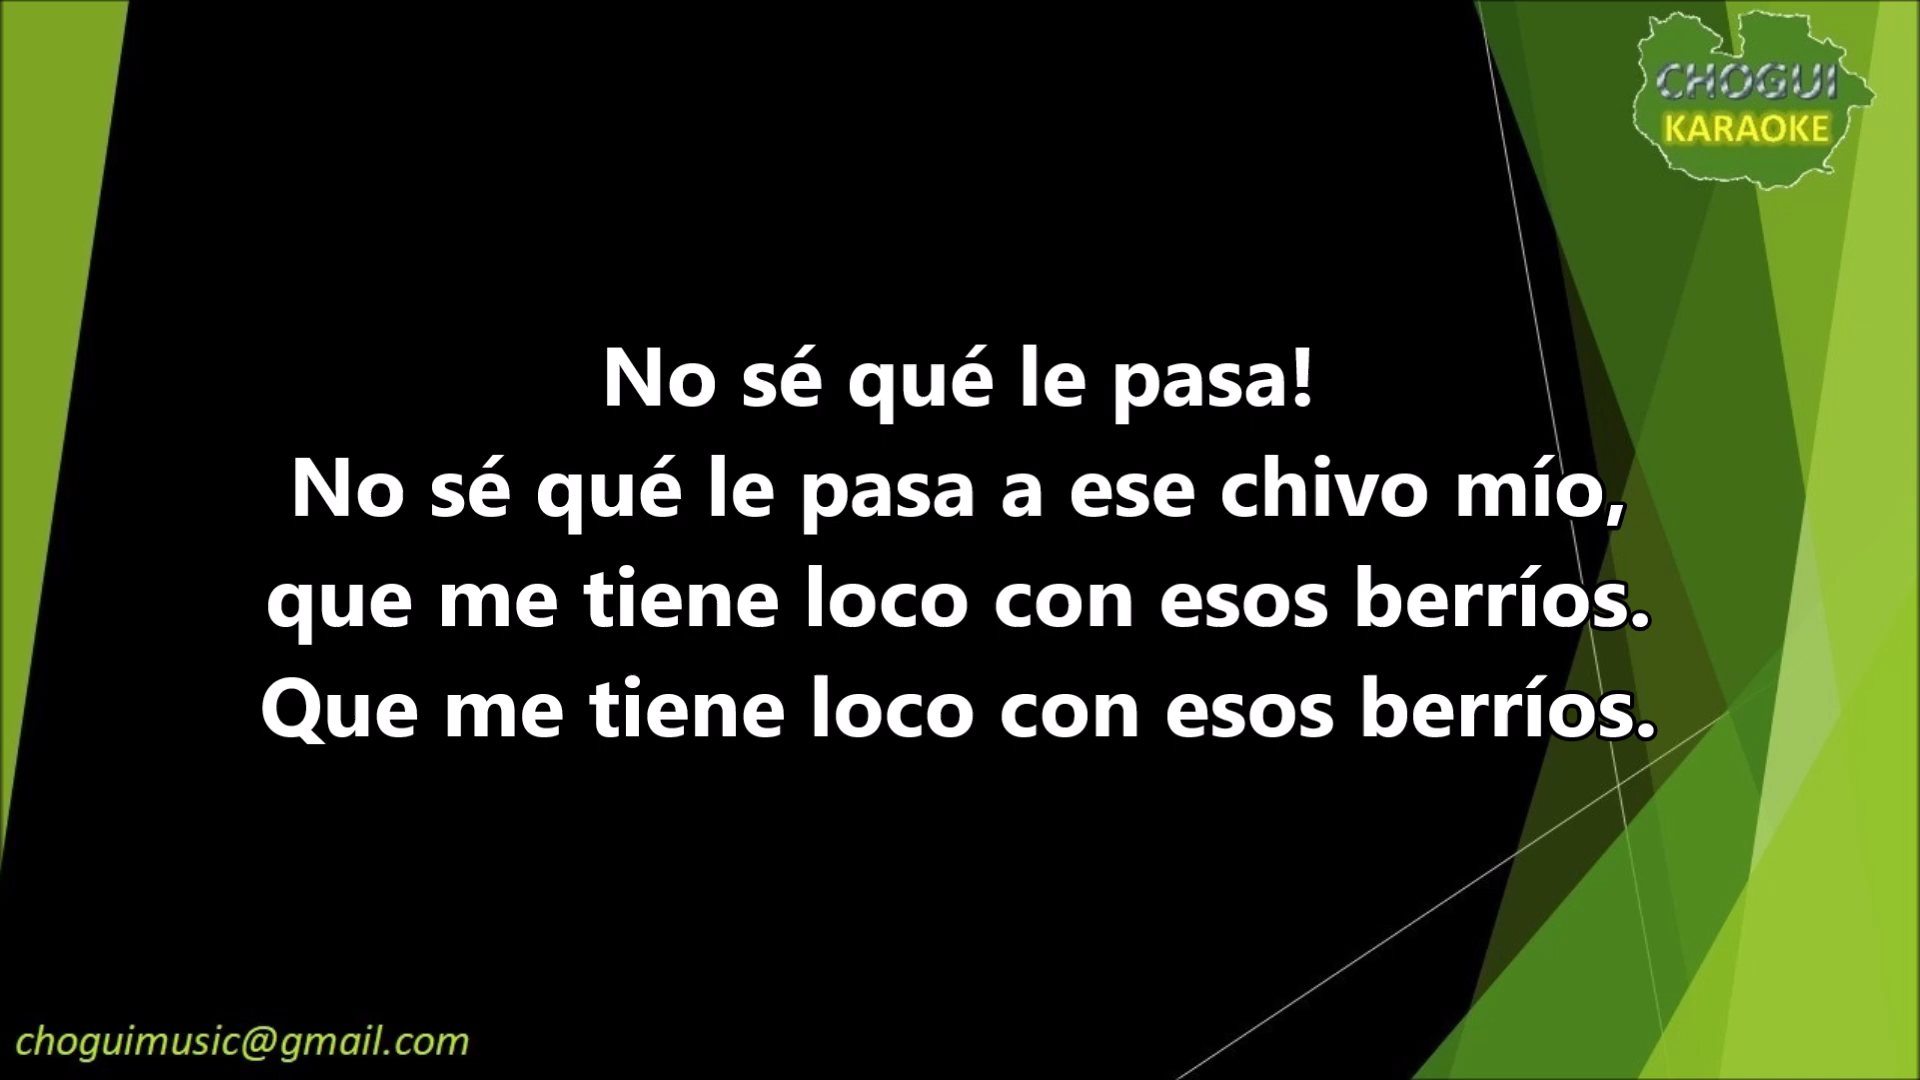 CHOGUI
KARAOKE
No sé qué le pasa!
No sé qué le pasa a ese chivo mío,
que me tiene loco con esos berríos.
Que me tiene loco con esos berríos.
choguimusic@gmail.com